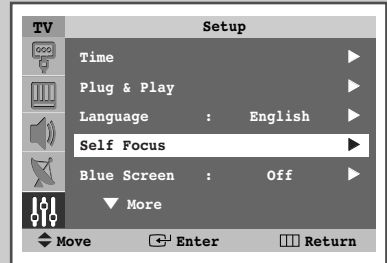 TV Setup
Time ▶
Plug & Play ▶
Language : English ▶
Self Focus ▶
Blue Screen : Off ▶
▼ More
Move Enter Return